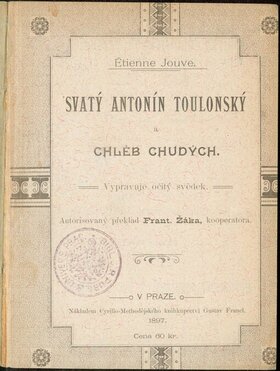 Étienne Jouve.
SVATÝ ANTONÍN TOULONSKÝ
a
CHLÉB CHUDÝCH.
Vypravuje očitý svědek.
Autorisovaný překlad Frant. Žáka, kooperatora.
V PRAZE.
Nákladem Cyrillo-Methodějského knihkupectví Gustav Francl.
1897.
Cena 60 kr.